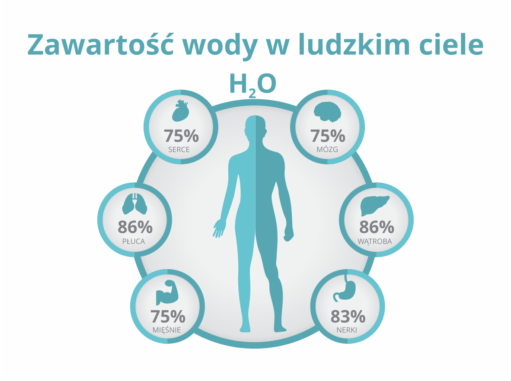 Zawartość wody w ludzkim ciele
H₂O
75%
SERCE
75%
MÓZG
86%
PŁUCA
86%
WĄTROBA
75%
MIĘŚNIE
83%
NERKI